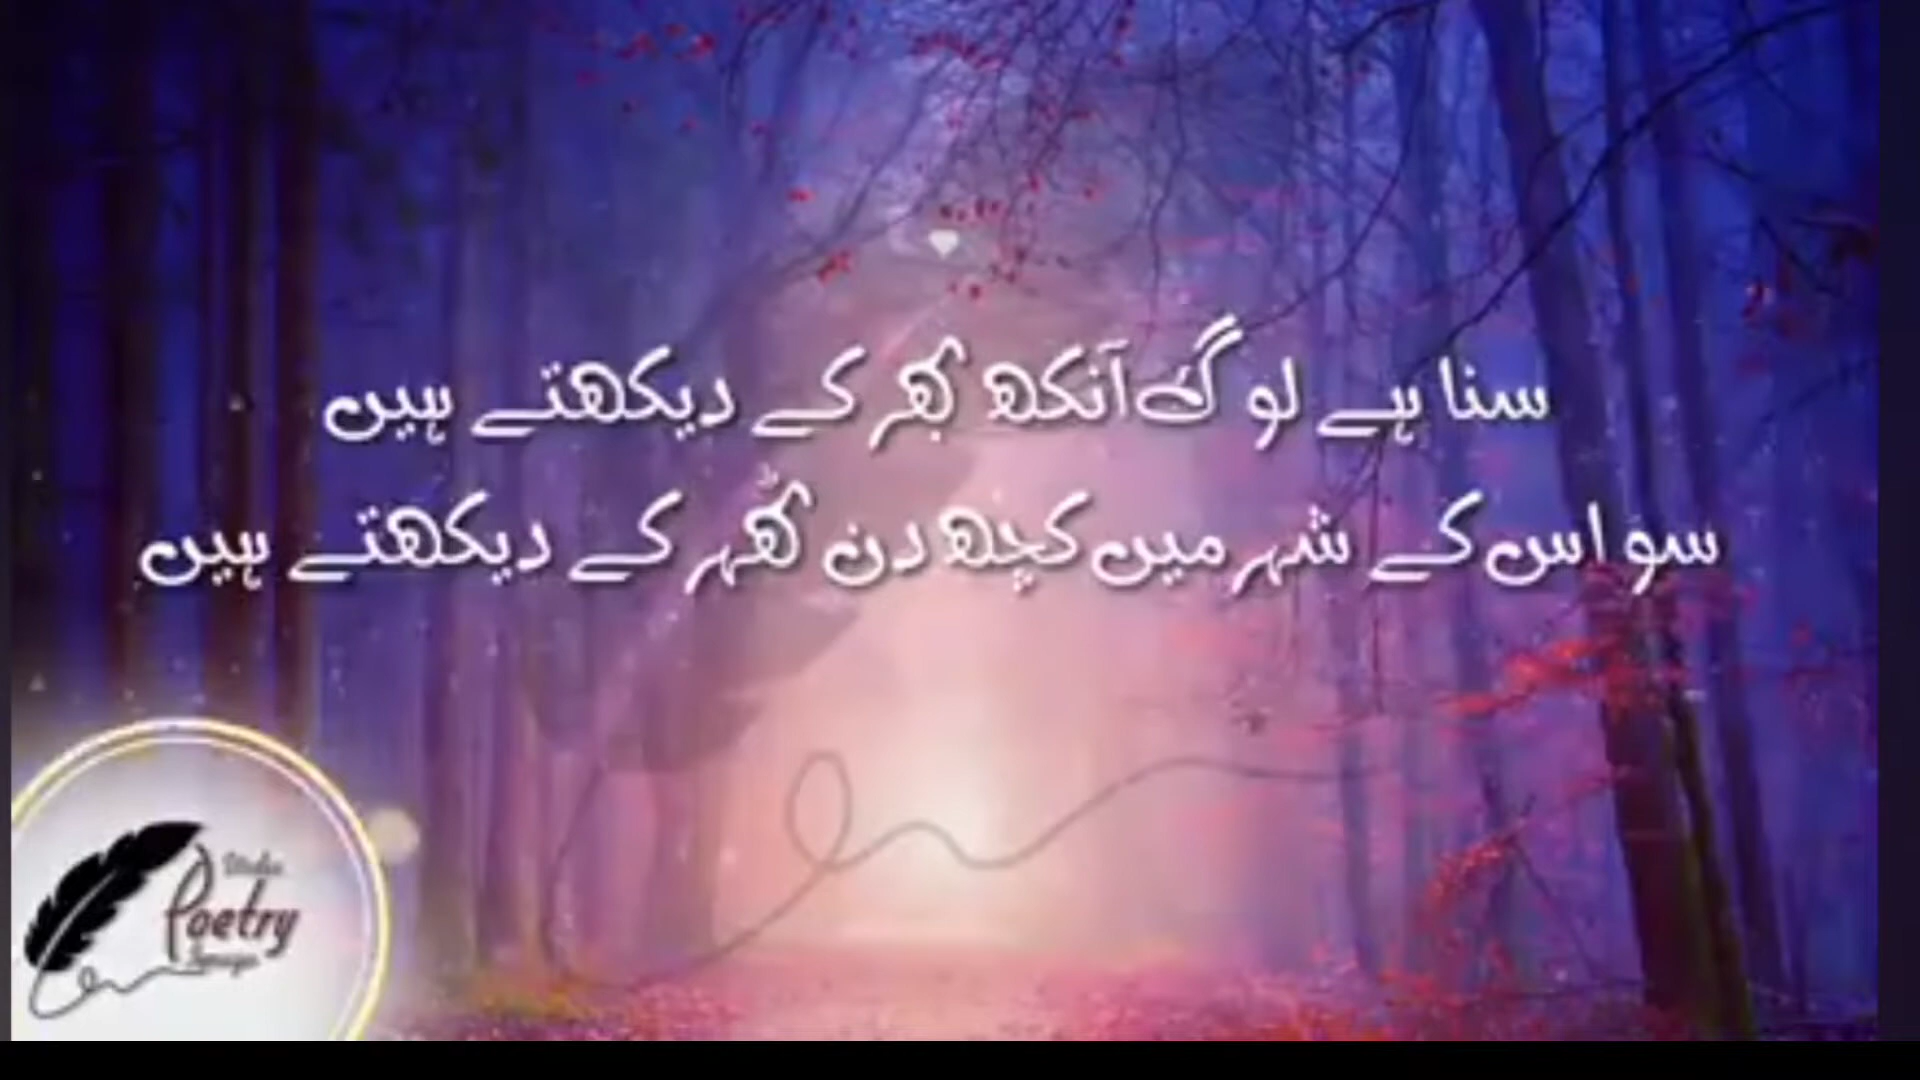 سنا ہے لوگ آنکھ بھر کے دیکھتے ہیں
سو اس کے شہر میں کچھ دن ٹھہر کے دیکھتے ہیں
Poetry